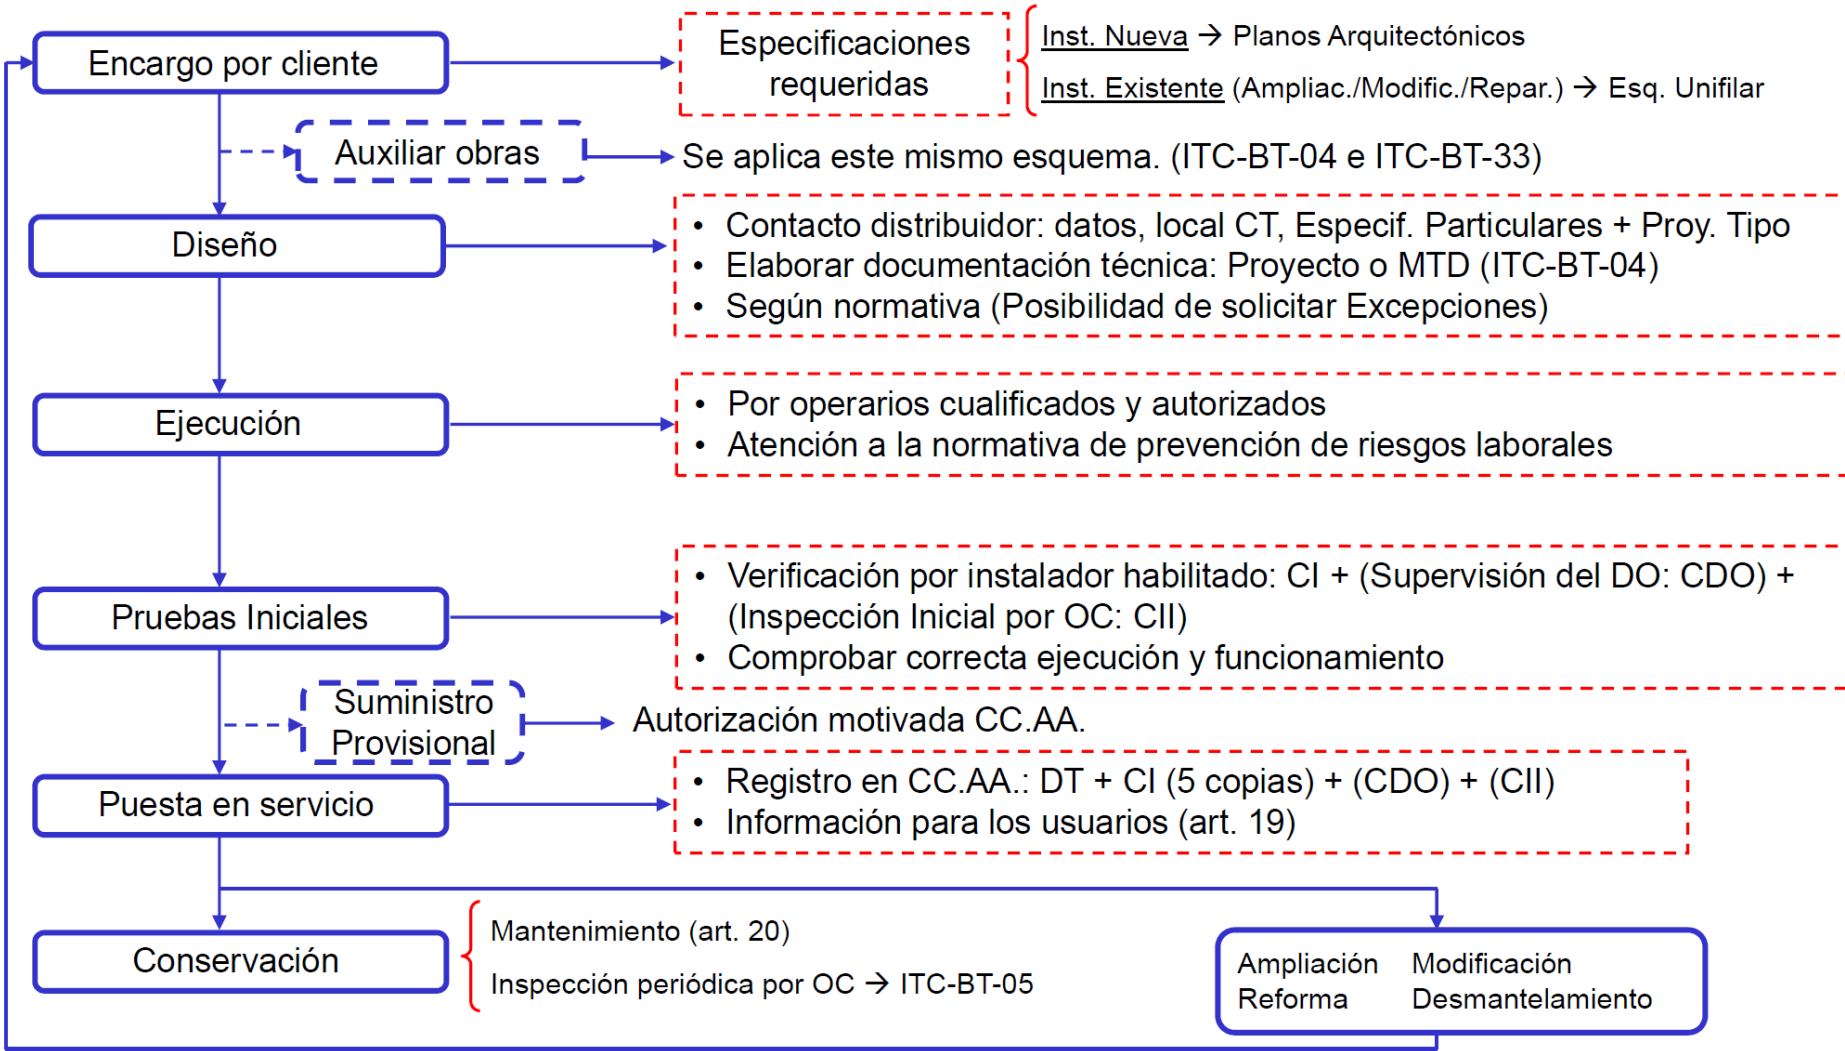 Encargo por cliente
Especificaciones
requeridas
Inst. Nueva → Planos Arquitectónicos
Inst. Existente (Ampliac./Modific./Repar.) → Esq. Unifilar
Auxiliar obras
Se aplica este mismo esquema. (ITC-BT-04 e ITC-BT-33)
Diseño
• Contacto distribuidor: datos, local CT, Especif. Particulares + Proy. Tipo
• Elaborar documentación técnica: Proyecto o MTD (ITC-BT-04)
• Según normativa (Posibilidad de solicitar Excepciones)
Ejecución
• Por operarios cualificados y autorizados
• Atención a la normativa de prevención de riesgos laborales
Pruebas Iniciales
• Verificación por instalador habilitado: CI + (Supervisión del DO: CDO) +
(Inspección Inicial por OC: CII)
• Comprobar correcta ejecución y funcionamiento
Suministro
Provisional
Autorización motivada CC.AA.
Puesta en servicio
• Registro en CC.AA.: DT + CI (5 copias) + (CDO) + (CII)
• Información para los usuarios (art. 19)
Conservación
Mantenimiento (art. 20)
Inspección periódica por OC → ITC-BT-05
Ampliación Modificación
Reforma Desmantelamiento